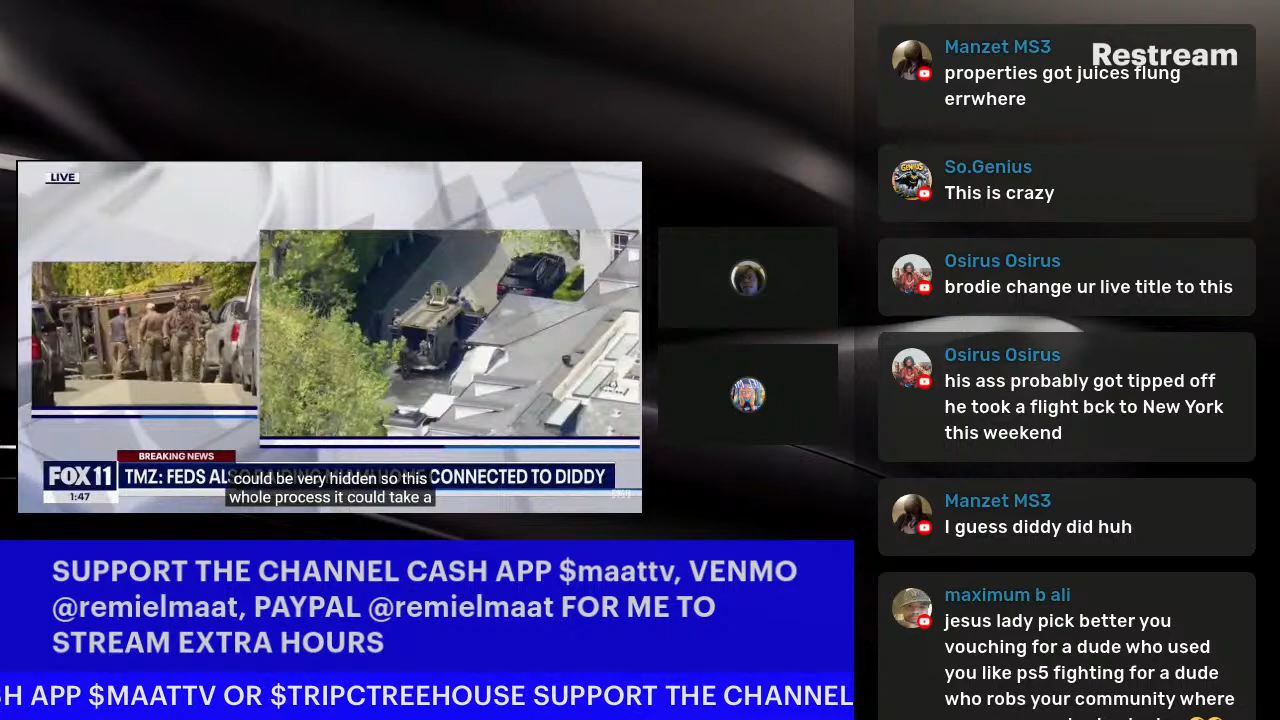 Restream
Manzet MS3
properties got juices flung
errwhere
So.Genius
This is crazy
Osirus Osirus
brodie change ur live title to this
Osirus Osirus
his ass probably got tipped off
he took a flight bck to New York
this weekend
Manzet MS3
I guess diddy did huh
maximum b ali
jesus lady pick better you
vouching for a dude who used
you like ps5 fighting for a dude
who robs your community where
LIVE
BREAKING NEWS
FOX 11
TMZ: FEDS AL
CONNECTED TO DIDDY
1:47
could be very hidden so this
whole process it could take a
SUPPORT THE CHANNEL CASH APP $maattv, VENMO
@remielmaat, PAYPAL @remielmaat FOR ME TO
STREAM EXTRA HOURS
SH APP $MAATTV OR $TRIPCTREEHOUSE SUPPORT THE CHANNEL